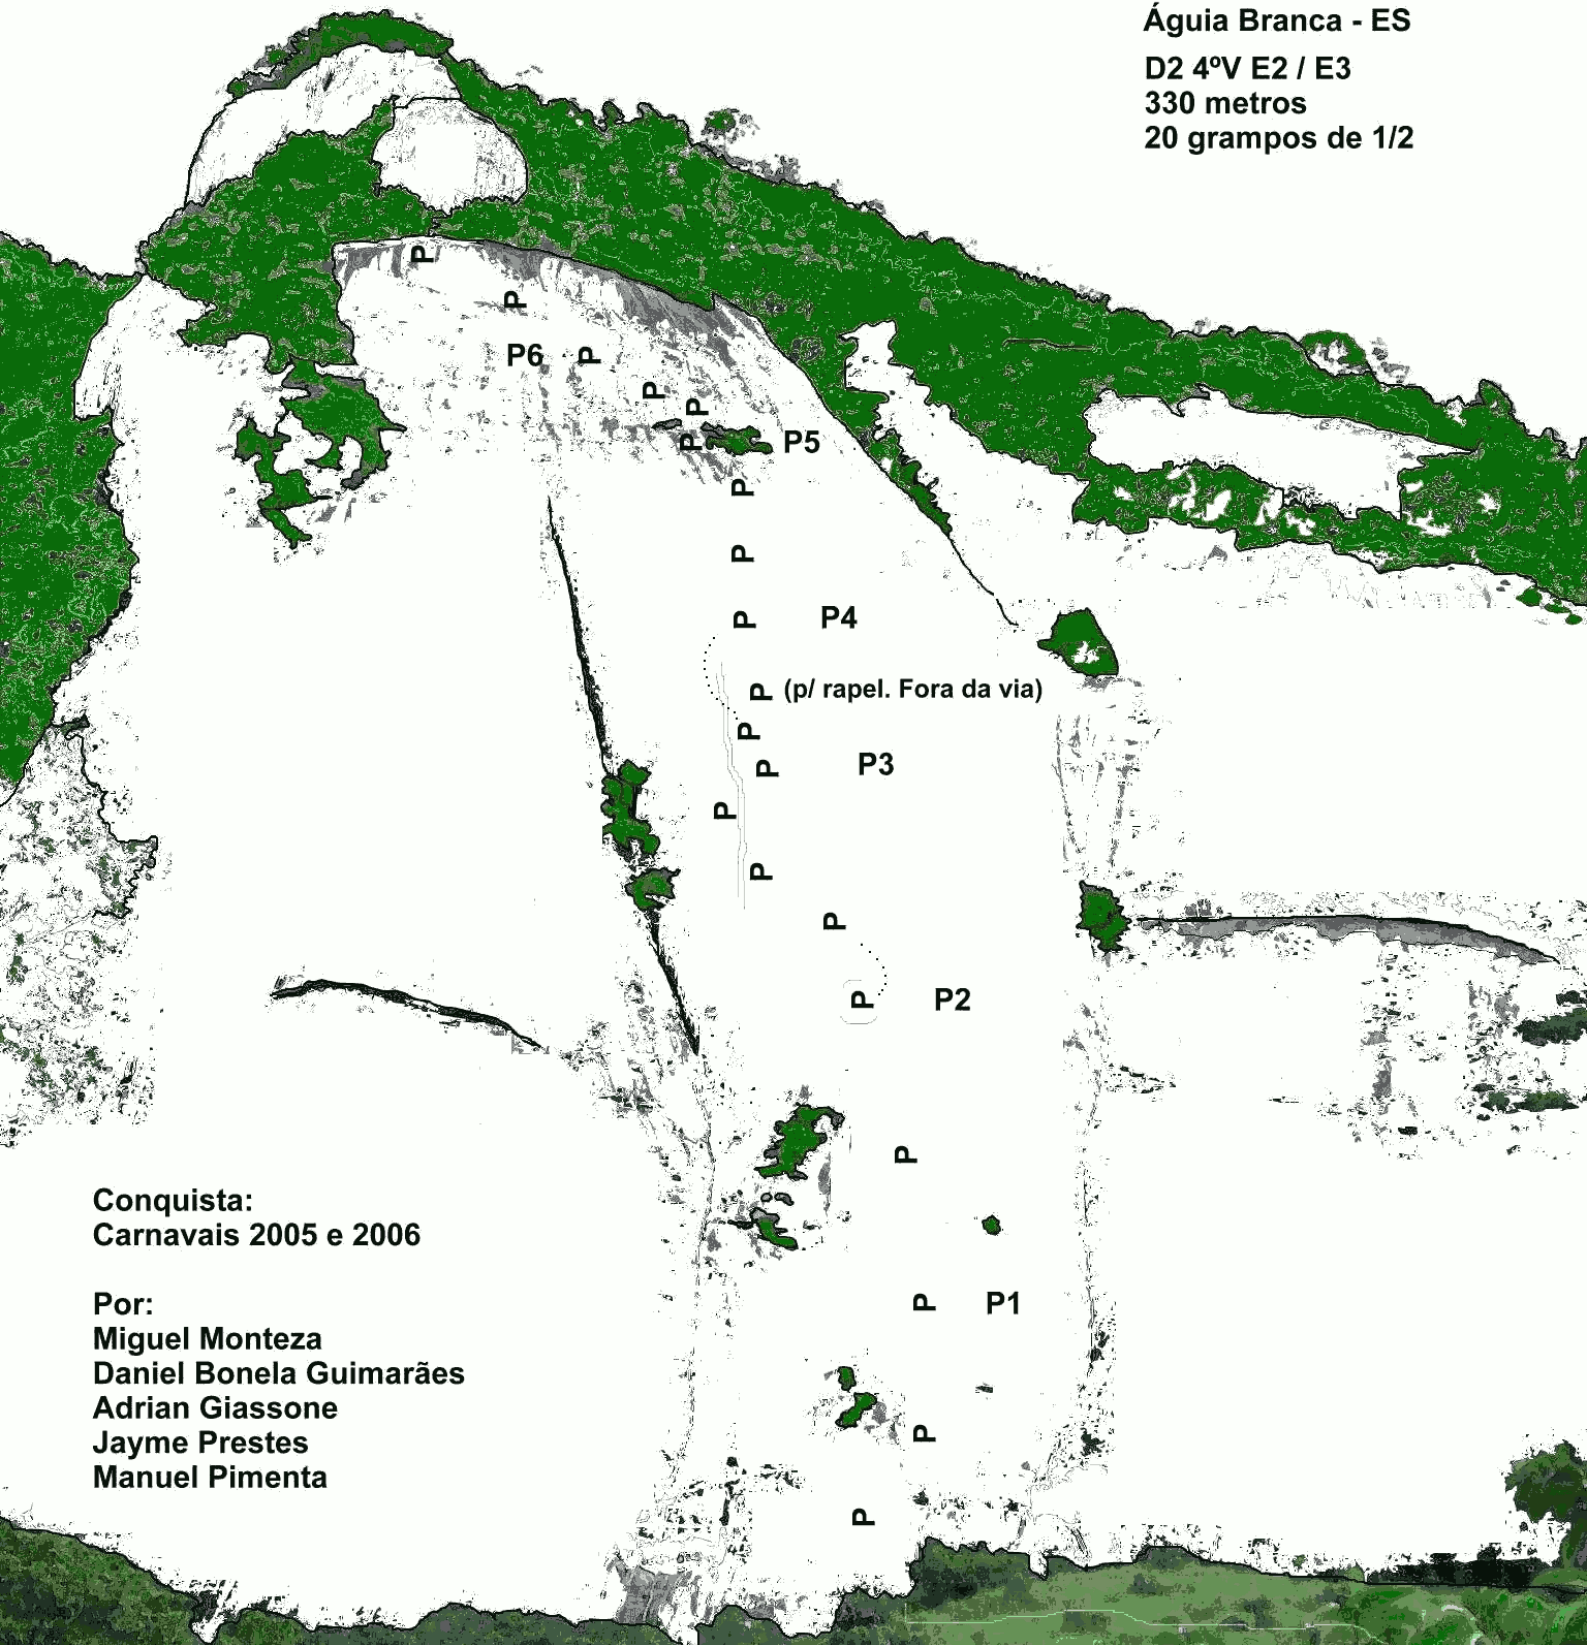 Águia Branca - ES
D2 4ºV E2 / E3
330 metros
20 grampos de 1/2
P
P
P6 P
P
P
P P5
P
P
P P4
P (p/ rapel. Fora da via)
P
P P3
P
P
P
P P2
P
P P1
P
P
Conquista:
Carnavais 2005 e 2006
Por:
Miguel Monteza
Daniel Bonela Guimarães
Adrian Giassone
Jayme Prestes
Manuel Pimenta